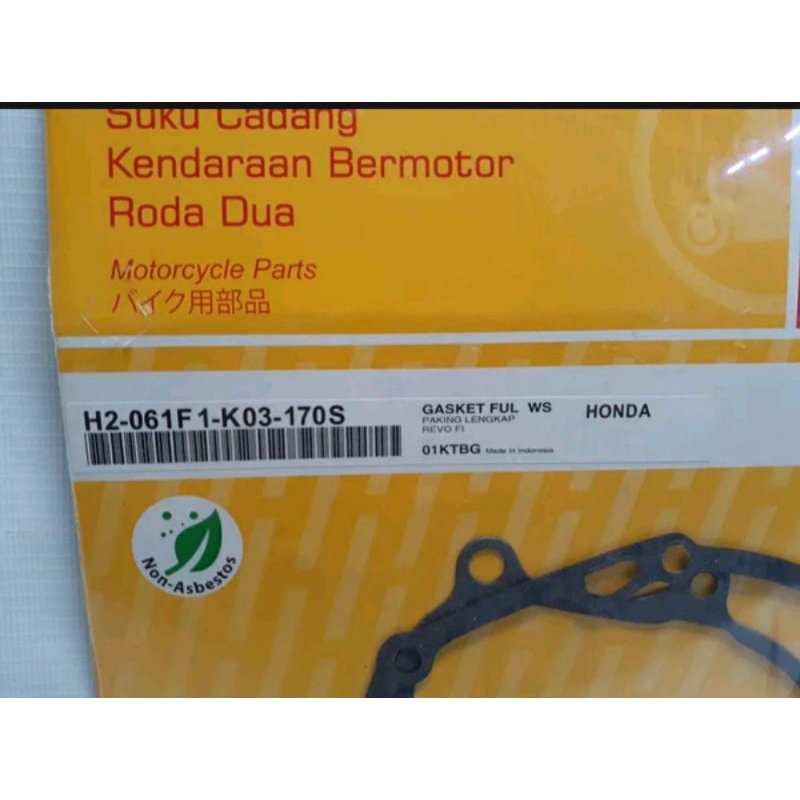 Suku Cadang
Kendaraan Bermotor
Roda Dua
Motorcycle Parts
バイク用部品
H2-061F1-K03-170S
GASKET FUL WS
HONDA
PAKING LENGKAP
REVO FI
01KTBG Made in Indonesia
Non-Asbestos